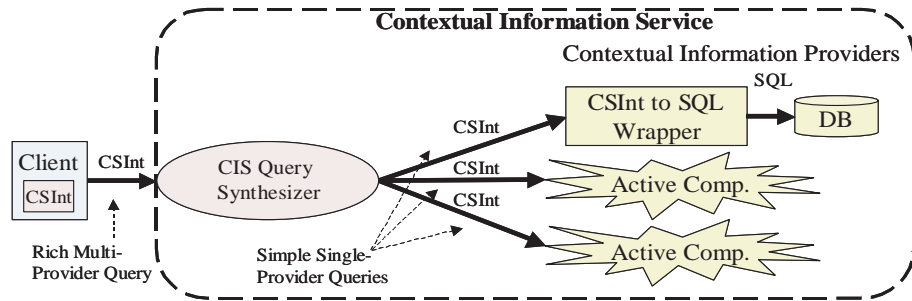 Contextual Information Service
Contextual Information Providers
SQL
CSInt to SQL
Wrapper
DB
CSInt
Client
CSInt
CSInt
CIS Query
Synthesizer
CSInt
Active Comp.
CSInt
Active Comp.
Rich Multi-
Provider Query
Simple Single-
Provider Queries